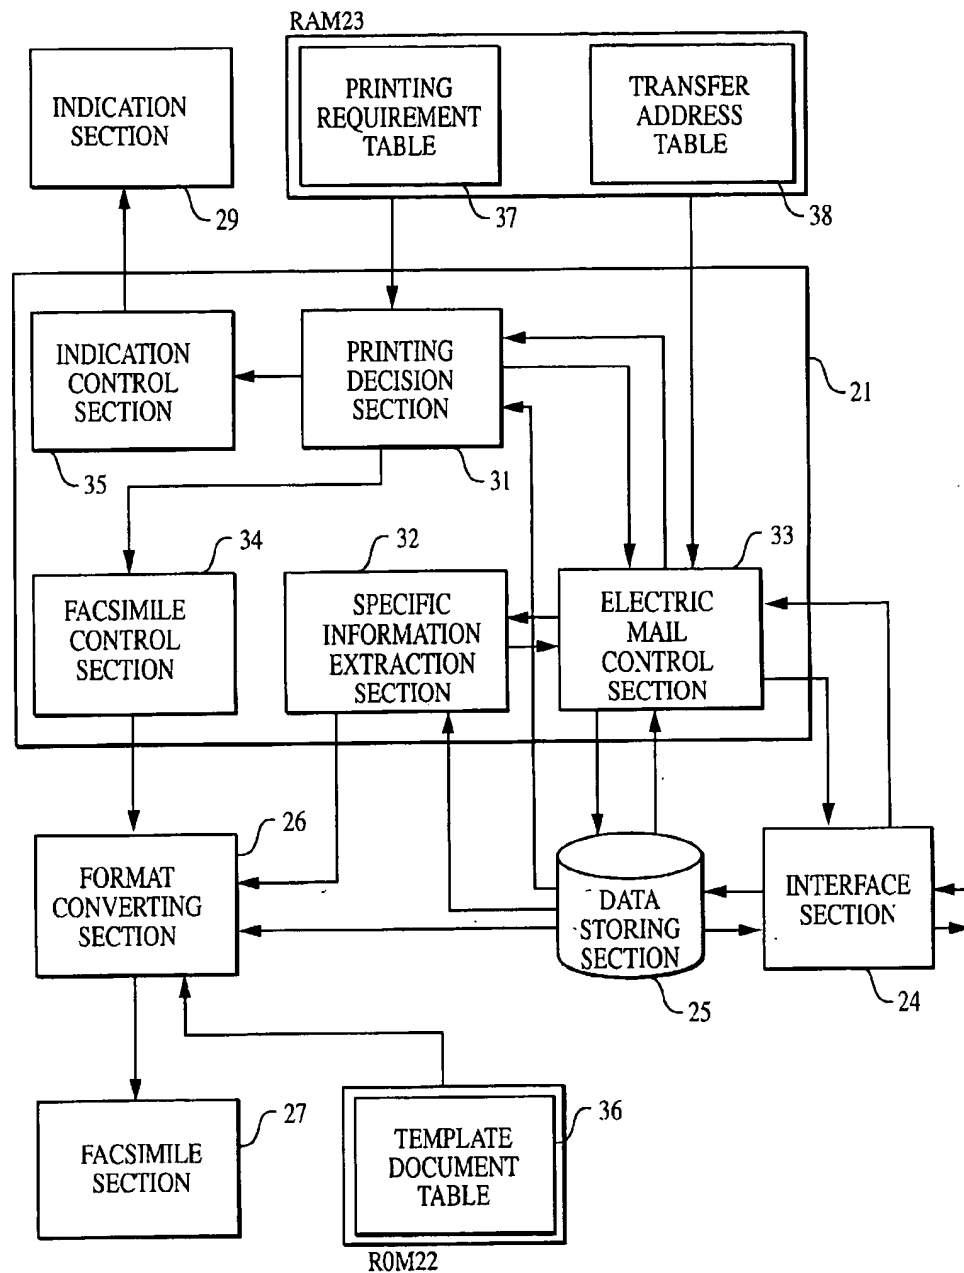 RAM23
INDICATION
SECTION
29
PRINTING
REQUIREMENT
TABLE
37
TRANSFER
ADDRESS
TABLE
38
INDICATION
CONTROL
SECTION
35
PRINTING
DECISION
SECTION
31
21
FACSIMILE
CONTROL
SECTION
34
SPECIFIC
INFORMATION
EXTRACTION
SECTION
32
ELECTRIC
MAIL
CONTROL
SECTION
33
FORMAT
CONVERTING
SECTION
26
DATA
STORING
SECTION
25
INTERFACE
SECTION
24
FACSIMILE
SECTION
27
TEMPLATE
DOCUMENT
TABLE
36
R0M22